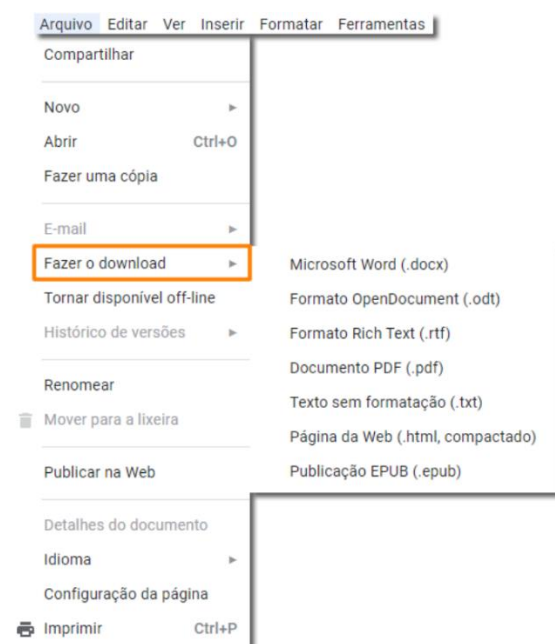 Arquivo Editar Ver Inserir Formatar Ferramentas
Compartilhar
Novo
Abrir Ctrl+O
Fazer uma cópia
E-mail
Fazer o download
Tornar disponível off-line
Histórico de versões
Renomear
Mover para a lixeira
Publicar na Web
Detalhes do documento
Idioma
Configuração da página
Imprimir Ctrl+P
Microsoft Word (.docx)
Formato OpenDocument (.odt)
Formato Rich Text (.rtf)
Documento PDF (.pdf)
Texto sem formatação (.txt)
Página da Web (.html, compactado)
Publicação EPUB (.epub)